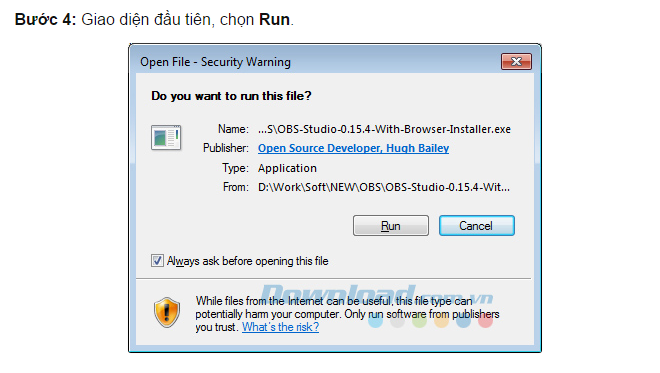 Bước 4: Giao diện đầu tiên, chọn Run.
Open File - Security Warning
Do you want to run this file?
Name: ...S\OBS-Studio-0.15.4-With-Browser-Installer.exe
Publisher: Open Source Developer, Hugh Bailey
Type: Application
From: D:\Work\Soft\NEW\OBS\OBS-Studio-0.15.4-Wit...
Run Cancel
Always ask before opening this file
Download.com.vn
While files from the Internet can be useful, this file type can
potentially harm your computer. Only run software from publishers
you trust. What's the risk?